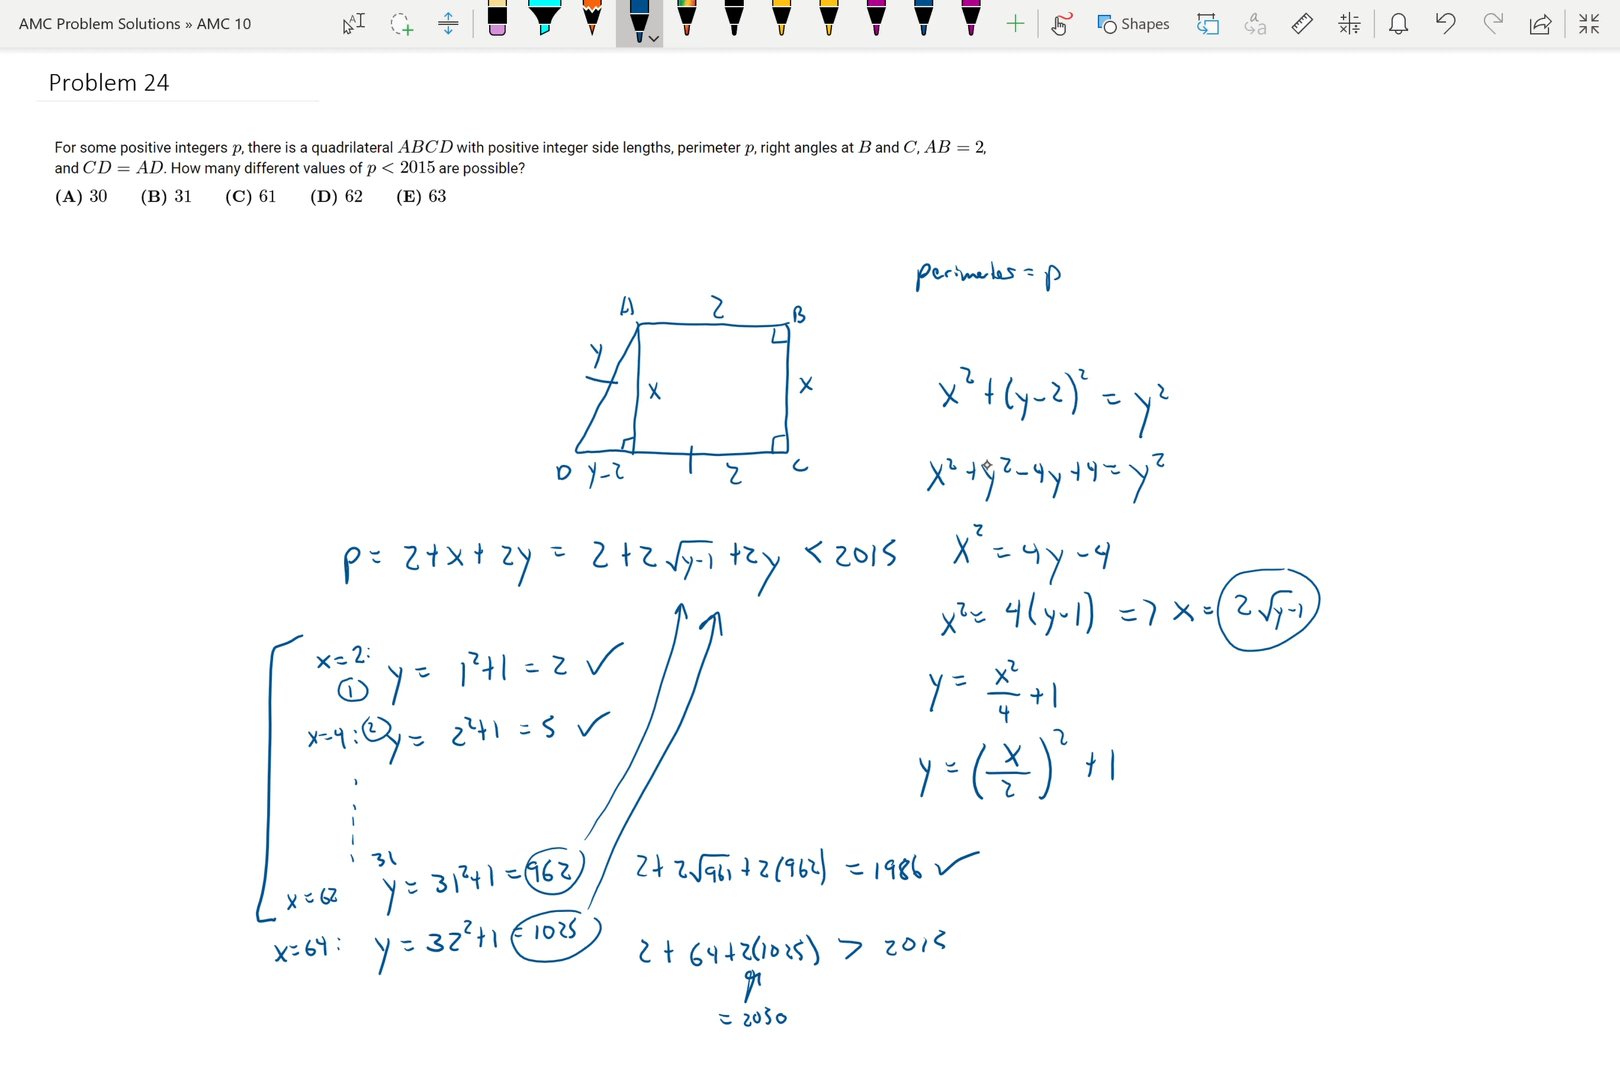 AMC Problem Solutions » AMC 10
Shapes
Problem 24
For some positive integers p, there is a quadrilateral ABCD with positive integer side lengths, perimeter p, right angles at B and C, AB = 2,
and CD = AD. How many different values of p < 2015 are possible?
(A) 30 (B) 31 (C) 61 (D) 62 (E) 63
perimeter = p
A 2 B
y x x
D y-2 2 C
x² + (y-2)² = y²
x² + y² - 4y + 4 = y²
x² = 4y - 4
x² = 4(y-1) => x = 2√y-1
y = x²/4 + 1
y = (x/2)² + 1
p = 2 + x + 2y = 2 + 2√y-1 + 2y < 2015
x=2:
① y = 1²+1 = 2 ✓
x=4: ② y = 2²+1 = 5 ✓
31
x=62 y = 31²+1 = 962 2 + 2√961 + 2(962) = 1986 ✓
x=64: y = 32²+1 = 1025 2 + 64 + 2(1025) > 2015
= 2050